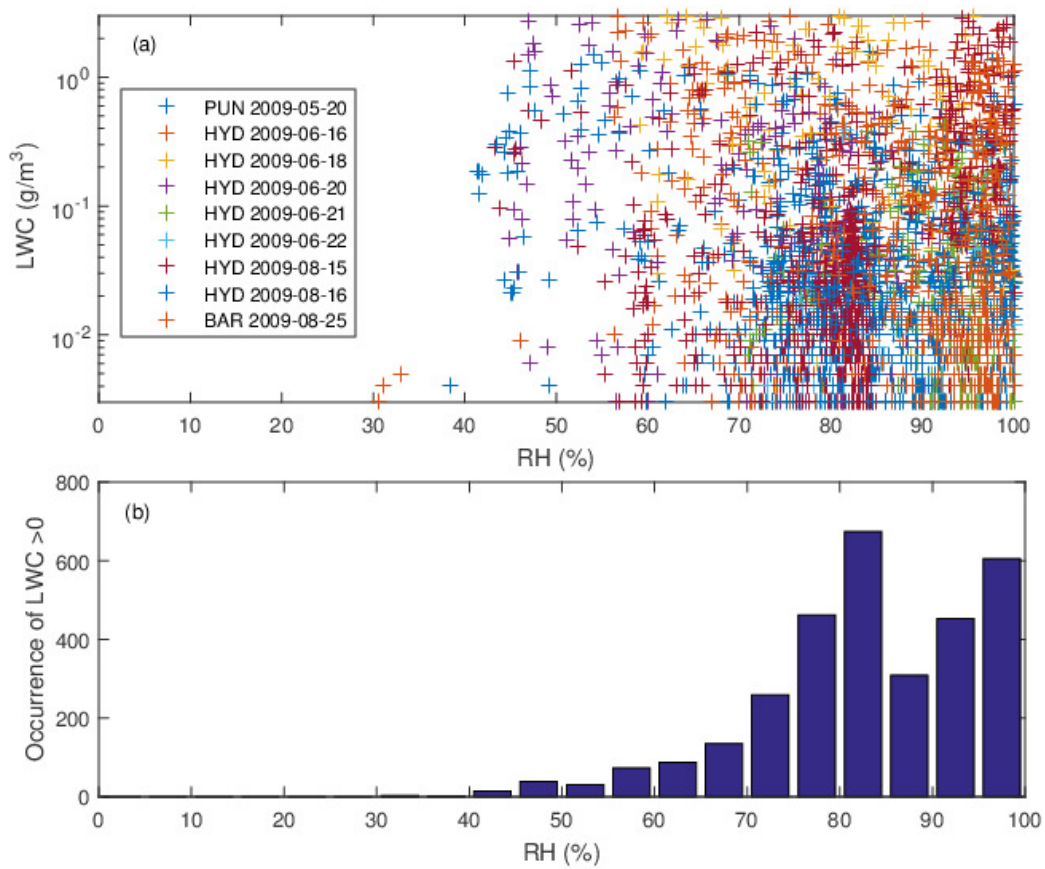 (a)
10^0
10^-1
10^-2
LWC (g/m^3)
PUN 2009-05-20
HYD 2009-06-16
HYD 2009-06-18
HYD 2009-06-20
HYD 2009-06-21
HYD 2009-06-22
HYD 2009-08-15
HYD 2009-08-16
BAR 2009-08-25
0 10 20 30 40 50 60 70 80 90 100
RH (%)
(b)
800
600
400
200
0
Occurrence of LWC >0
0 10 20 30 40 50 60 70 80 90 100
RH (%)